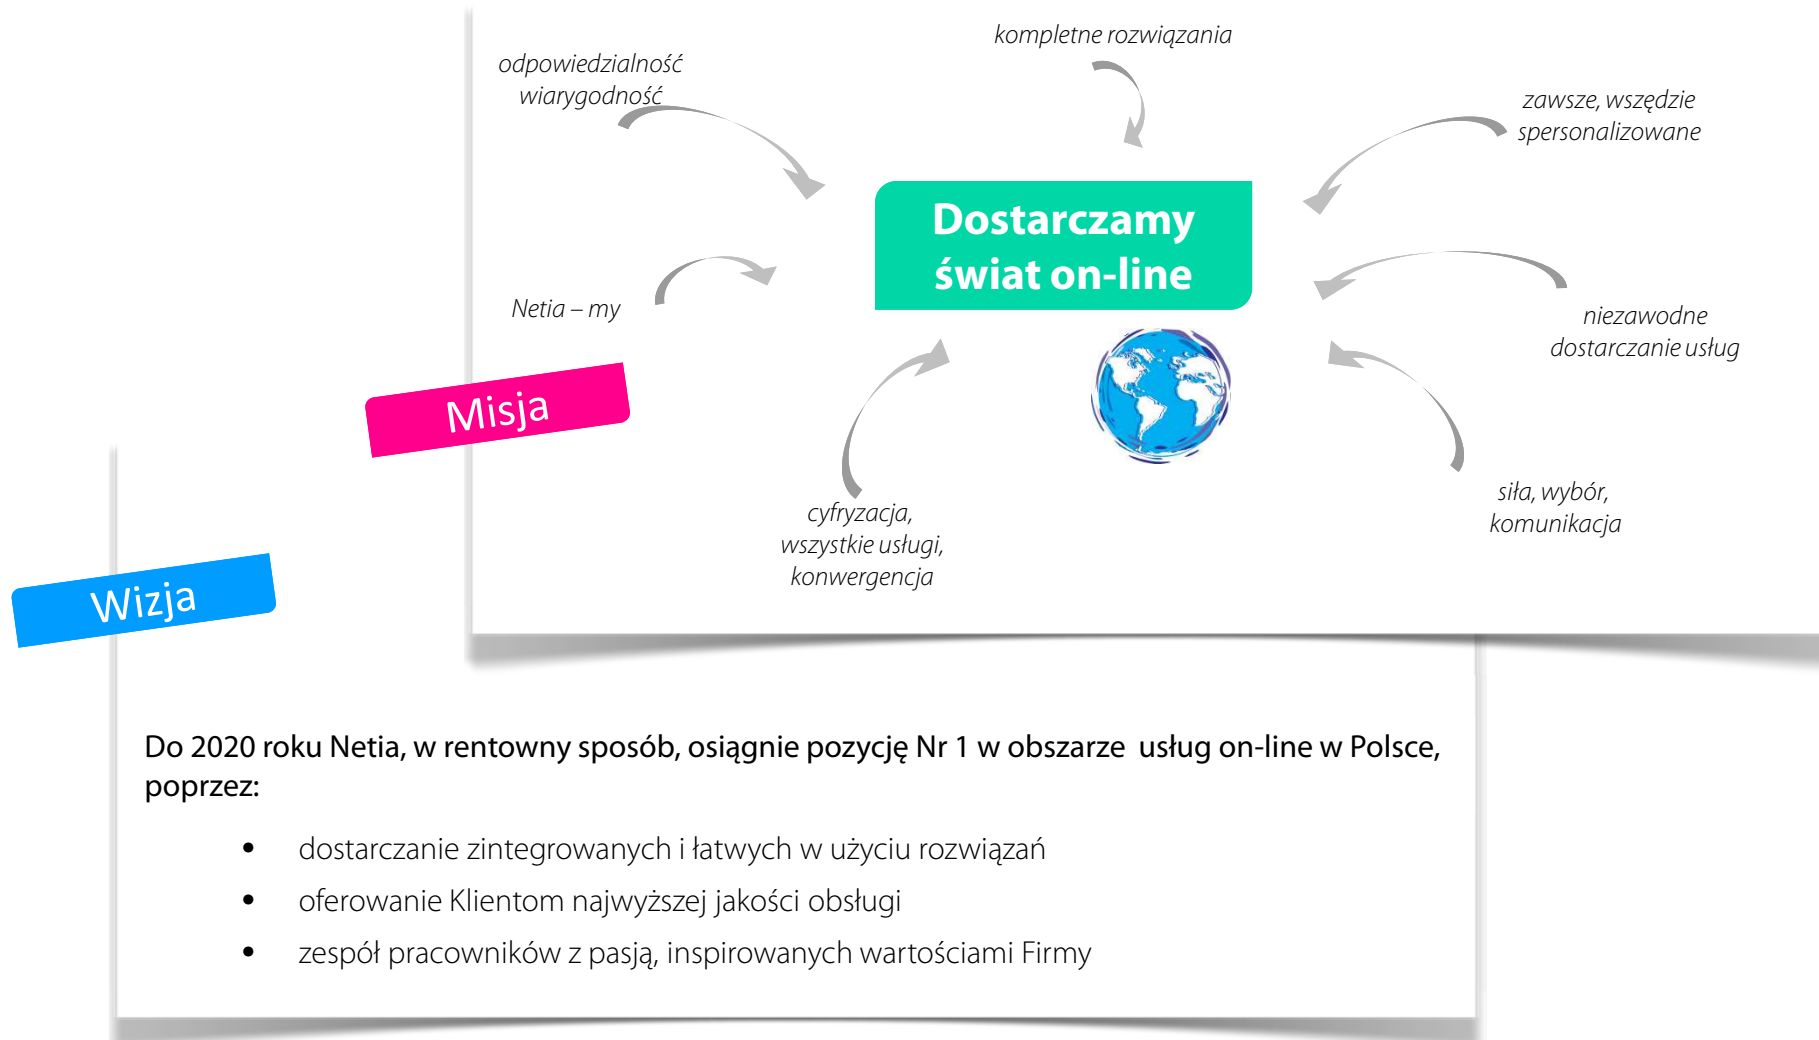 kompletne rozwiązania
odpowiedzialność
wiarygodność
zawsze, wszędzie
spersonalizowane
Dostarczamy
świat on-line
Netia – my
niezawodne
dostarczanie usług
Misja
siła, wybór,
komunikacja
cyfryzacja,
wszystkie usługi,
konwergencja
Wizja
Do 2020 roku Netia, w rentowny sposób, osiągnie pozycję Nr 1 w obszarze usług on-line w Polsce,
poprzez:
• dostarczanie zintegrowanych i łatwych w użyciu rozwiązań
• oferowanie Klientom najwyższej jakości obsługi
• zespół pracowników z pasją, inspirowanych wartościami Firmy